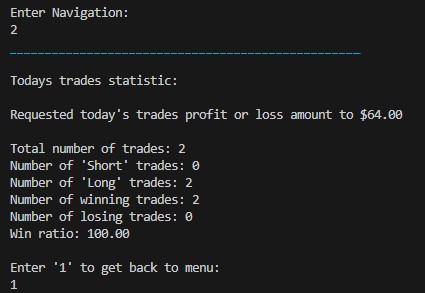 Enter Navigation:
2
Todays trades statistic:
Requested today's trades profit or loss amount to $64.00
Total number of trades: 2
Number of 'Short' trades: 0
Number of 'Long' trades: 2
Number of winning trades: 2
Number of losing trades: 0
Win ratio: 100.00
Enter '1' to get back to menu:
1